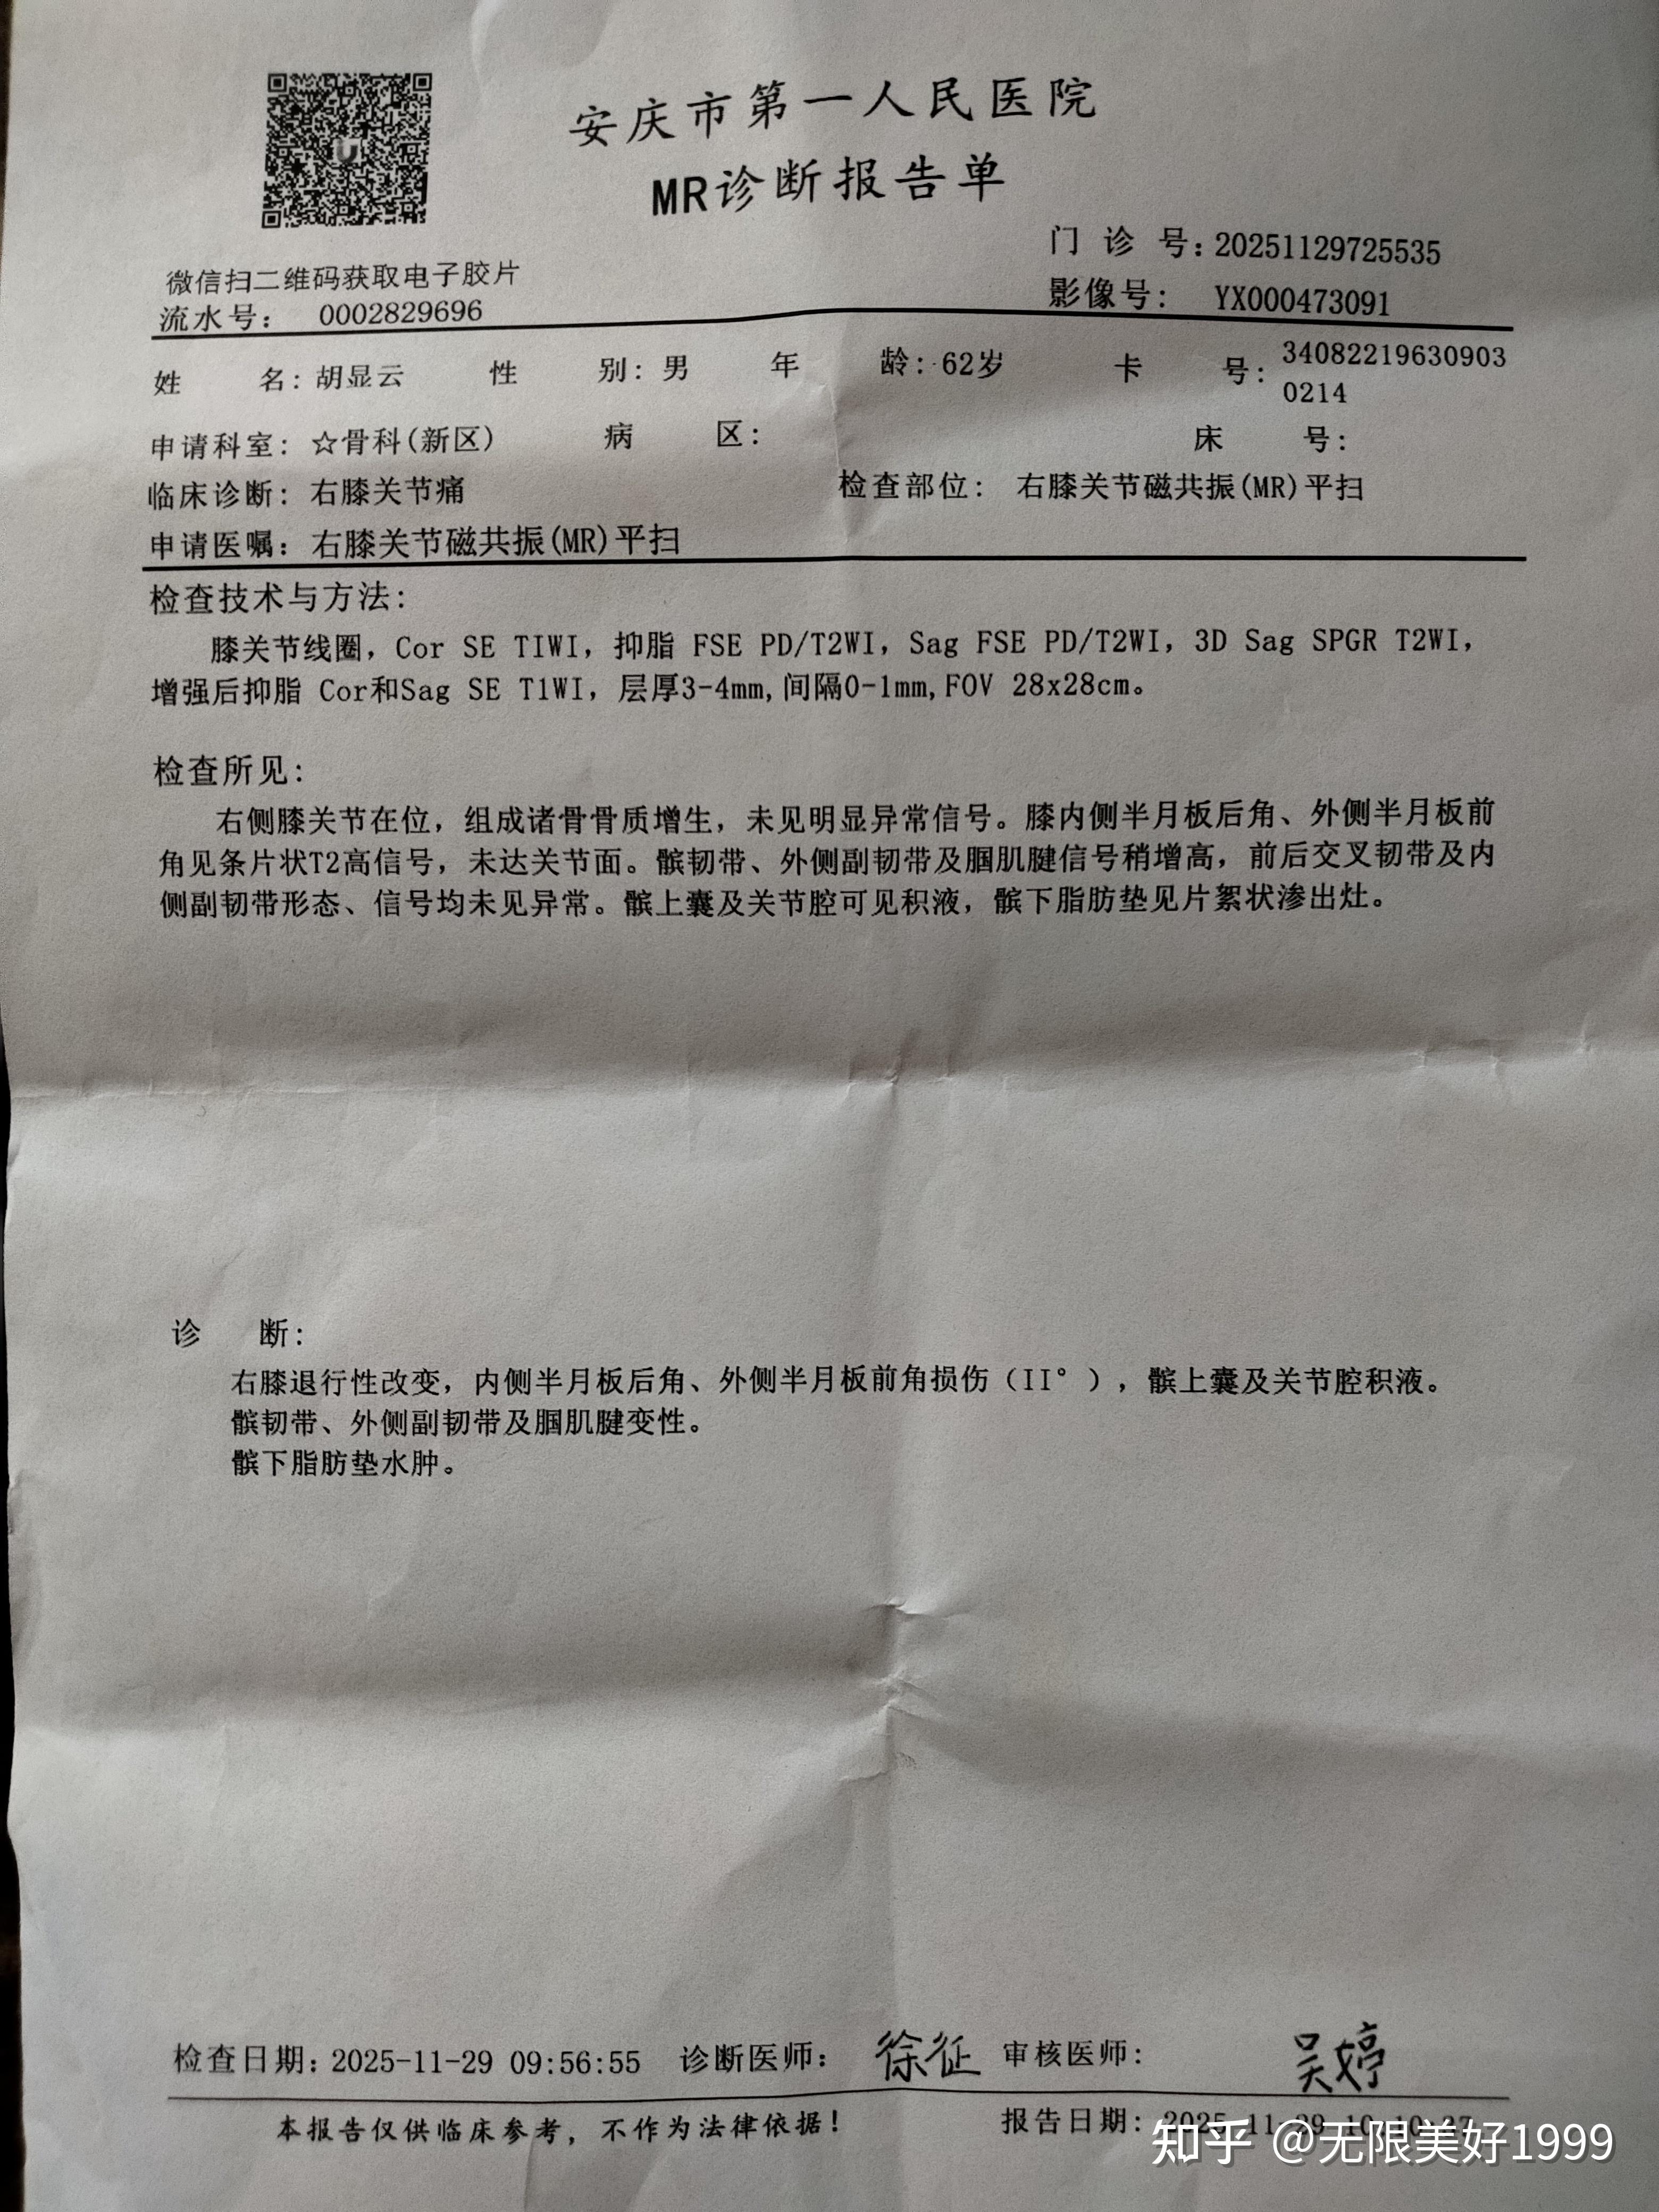 安庆市第一人民医院
MR诊断报告单
微信扫二维码获取电子胶片
门诊号：20251129725535
流水号： 0002829696
影像号： YX000473091
姓名：胡显云 性别：男 年龄：62岁 卡号：34082219630903
0214
申请科室：☆骨科(新区) 病区： 床号：
临床诊断：右膝关节痛 检查部位： 右膝关节磁共振(MR)平扫
申请医嘱：右膝关节磁共振(MR)平扫
检查技术与方法：
膝关节线圈，Cor SE TIWI，抑脂 FSE PD/T2WI，Sag FSE PD/T2WI，3D Sag SPGR T2WI，
增强后抑脂 Cor和Sag SE T1WI，层厚3-4mm,间隔0-1mm,FOV 28x28cm。
检查所见：
右侧膝关节在位，组成诸骨骨质增生，未见明显异常信号。膝内侧半月板后角、外侧半月板前
角见条片状T2高信号，未达关节面。髌韧带、外侧副韧带及腘肌腱信号稍增高，前后交叉韧带及内
侧副韧带形态、信号均未见异常。髌上囊及关节腔可见积液，髌下脂肪垫见片絮状渗出灶。
诊断：
右膝退行性改变，内侧半月板后角、外侧半月板前角损伤（II°），髌上囊及关节腔积液。
髌韧带、外侧副韧带及腘肌腱变性。
髌下脂肪垫水肿。
检查日期：2025-11-29 09:56:55 诊断医师： 徐征 审核医师： 吴婷
本报告仅供临床参考，不作为法律依据！ 报告日期：2025-11-29
知乎 @无限美好1999